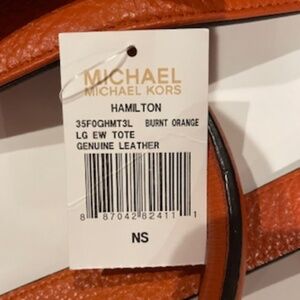 MICHAEL
MICHAEL KORS
HAMILTON
35F0GHMT3L BURNT ORANGE
LG EW TOTE
GENUINE LEATHER
8 87042 82411 1
NS